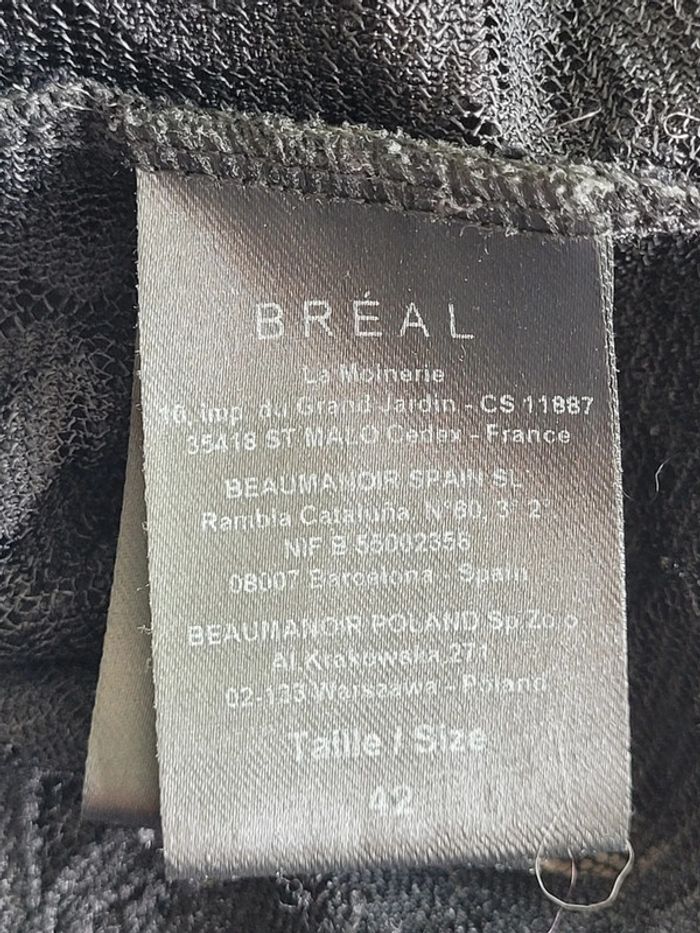 BRÉAL
La Moinerie
16, imp. du Grand Jardin - CS 11887
35418 ST MALO Cedex - France
BEAUMANOIR SPAIN SL
Rambla Cataluña, N°60, 3° 2°
NIF B 55002356
08007 Barcelona - Spain
BEAUMANOIR POLAND Sp.Zo.o
Al.Krakowska 271
02-133 Warszawa - Poland
Taille / Size
42